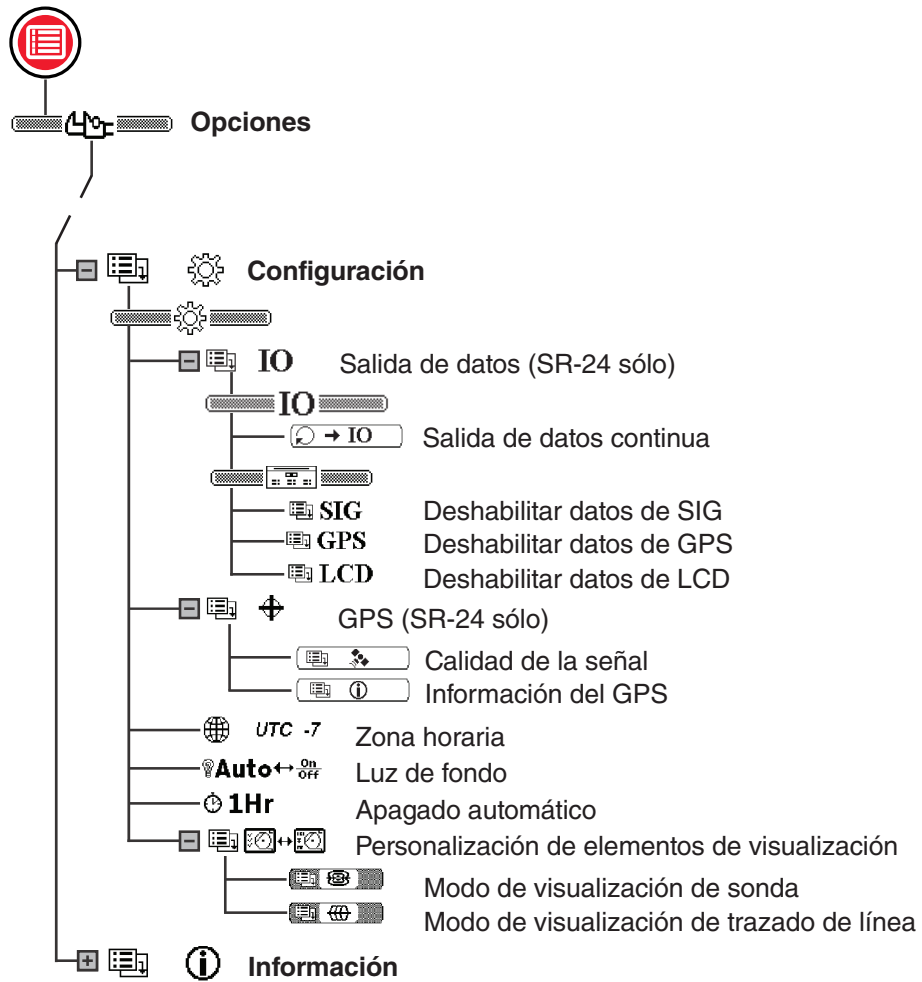 Opciones
Configuración
IO Salida de datos (SR-24 sólo)
IO
IO Salida de datos continua
SIG Deshabilitar datos de SIG
GPS Deshabilitar datos de GPS
LCD Deshabilitar datos de LCD
GPS (SR-24 sólo)
Calidad de la señal
Información del GPS
UTC -7 Zona horaria
Auto On Off Luz de fondo
1Hr Apagado automático
Personalización de elementos de visualización
Modo de visualización de sonda
Modo de visualización de trazado de línea
Información